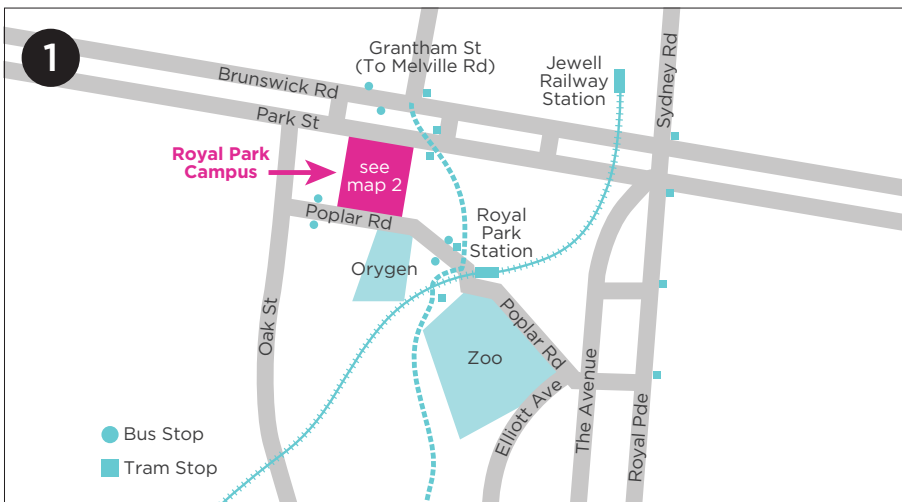 1
Grantham St
(To Melville Rd)
Jewell
Railway
Station
Sydney Rd
Brunswick Rd
Park St
Royal Park
Campus
see
map 2
Poplar Rd
Royal
Park
Station
Orygen
Oak St
Zoo
Poplar Rd
Elliott Ave
The Avenue
Royal Pde
Bus Stop
Tram Stop